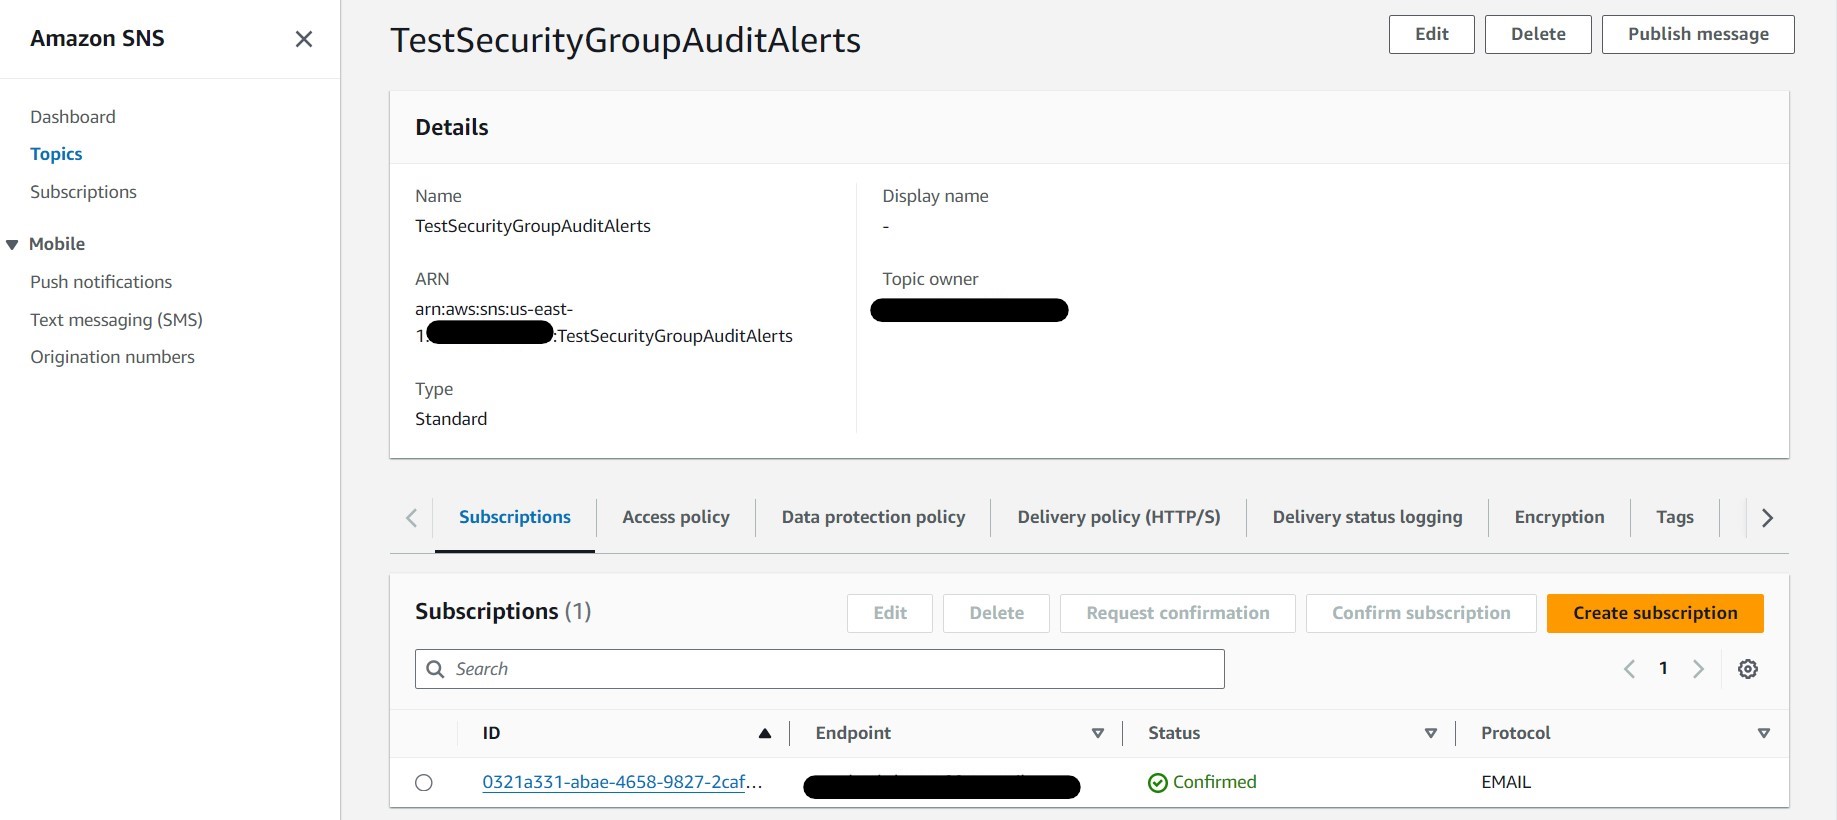 Amazon SNS
Dashboard
Topics
Subscriptions
Mobile
Push notifications
Text messaging (SMS)
Origination numbers
TestSecurityGroupAuditAlerts
Edit
Delete
Publish message
Details
Name
TestSecurityGroupAuditAlerts
ARN
arn:aws:sns:us-east-
1: :TestSecurityGroupAuditAlerts
Type
Standard
Display name
-
Topic owner
Subscriptions
Access policy
Data protection policy
Delivery policy (HTTP/S)
Delivery status logging
Encryption
Tags
Subscriptions (1)
Edit
Delete
Request confirmation
Confirm subscription
Create subscription
Search
1
ID
Endpoint
Status
Protocol
0321a331-abae-4658-9827-2caf...
Confirmed
EMAIL